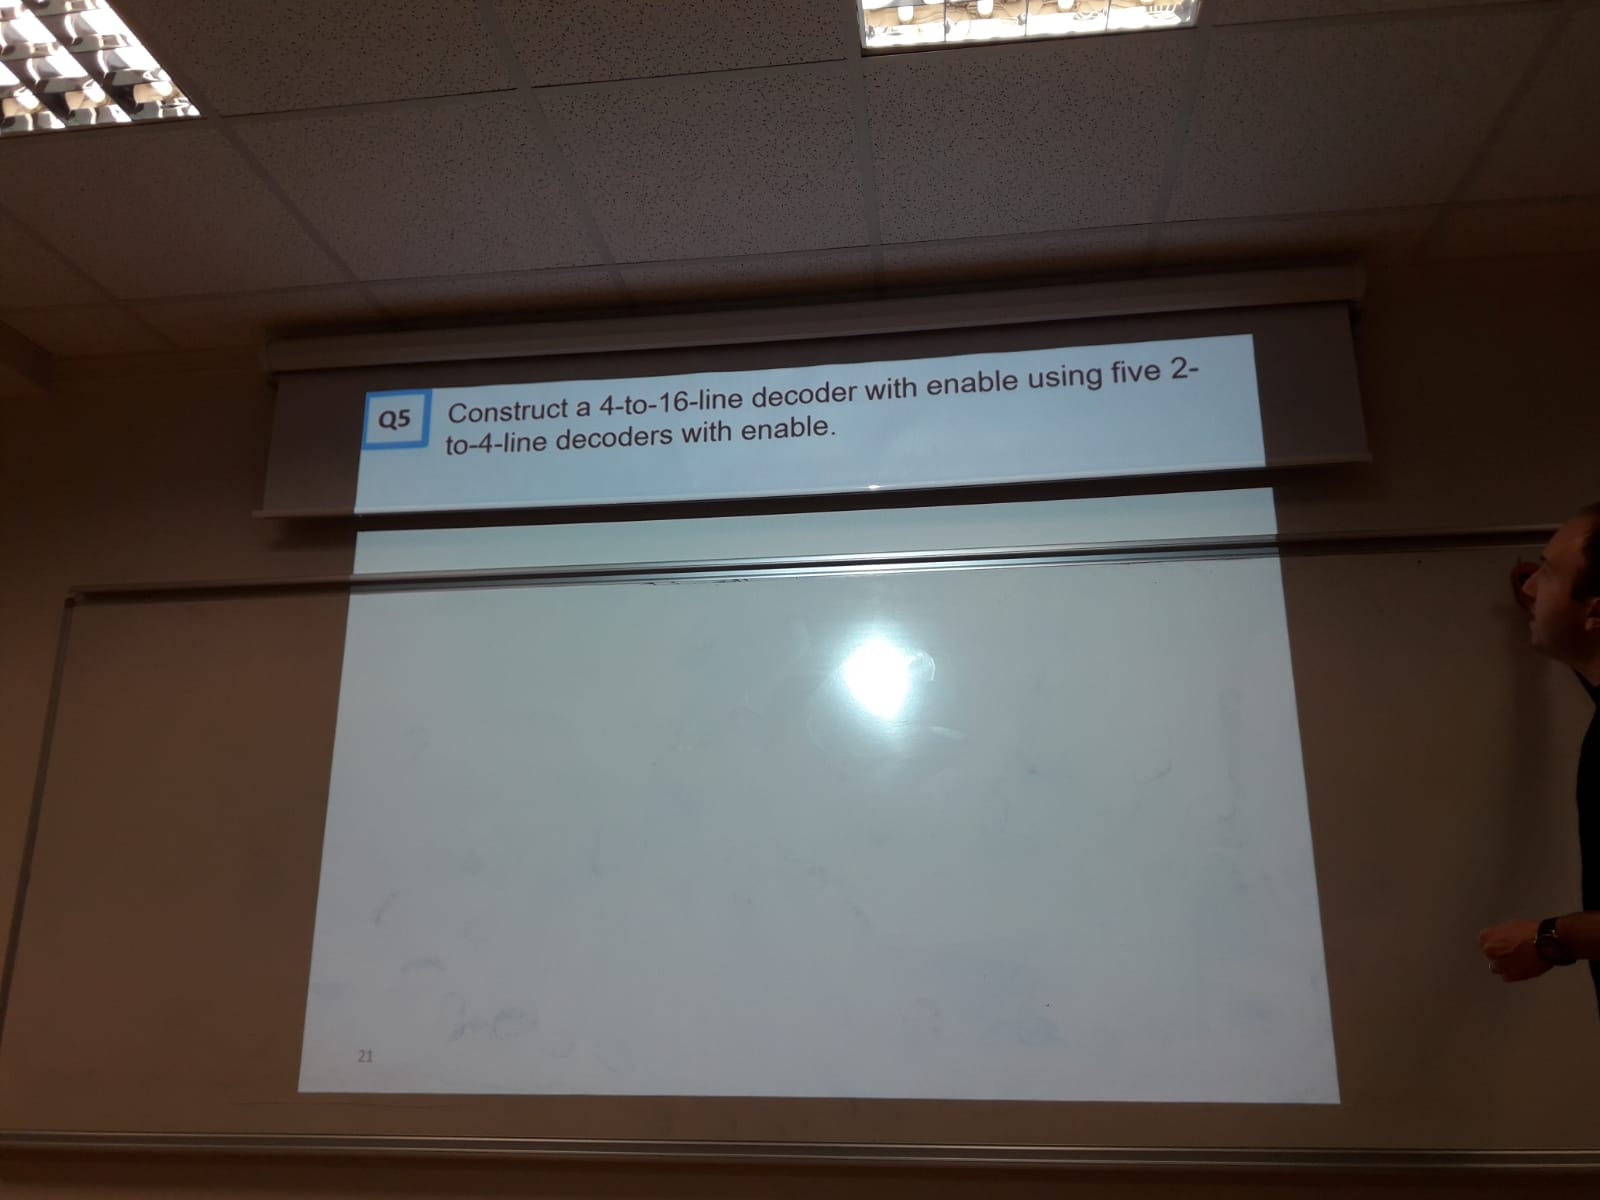 Q5
Construct a 4-to-16-line decoder with enable using five 2-
to-4-line decoders with enable.
21